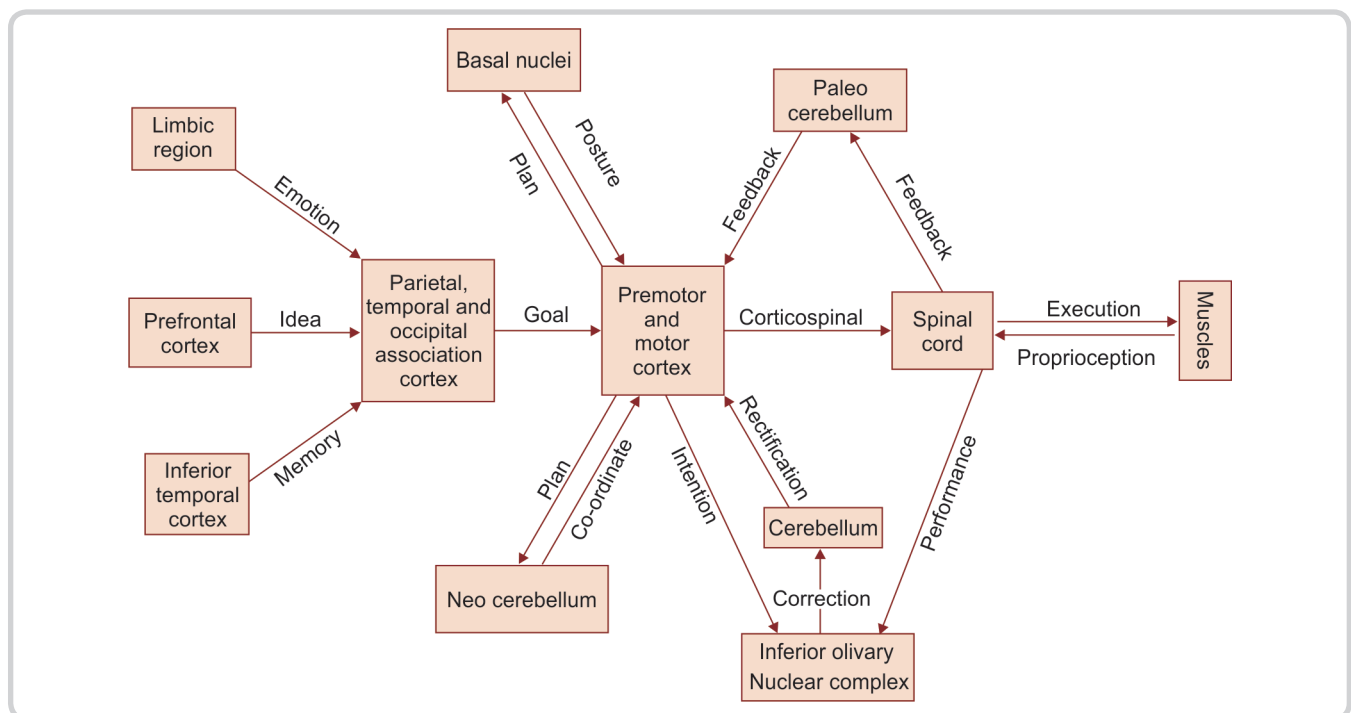 Basal nuclei
Paleo
cerebellum
Limbic
region
Emotion
Plan
Posture
Feedback
Feedback
Prefrontal
cortex
Idea
Parietal,
temporal and
occipital
association
cortex
Goal
Premotor
and
motor
cortex
Corticospinal
Spinal
cord
Execution
Proprioception
Muscles
Inferior
temporal
cortex
Memory
Plan
Co-ordinate
Intention
Rectification
Performance
Cerebellum
Neo cerebellum
Correction
Inferior olivary
Nuclear complex